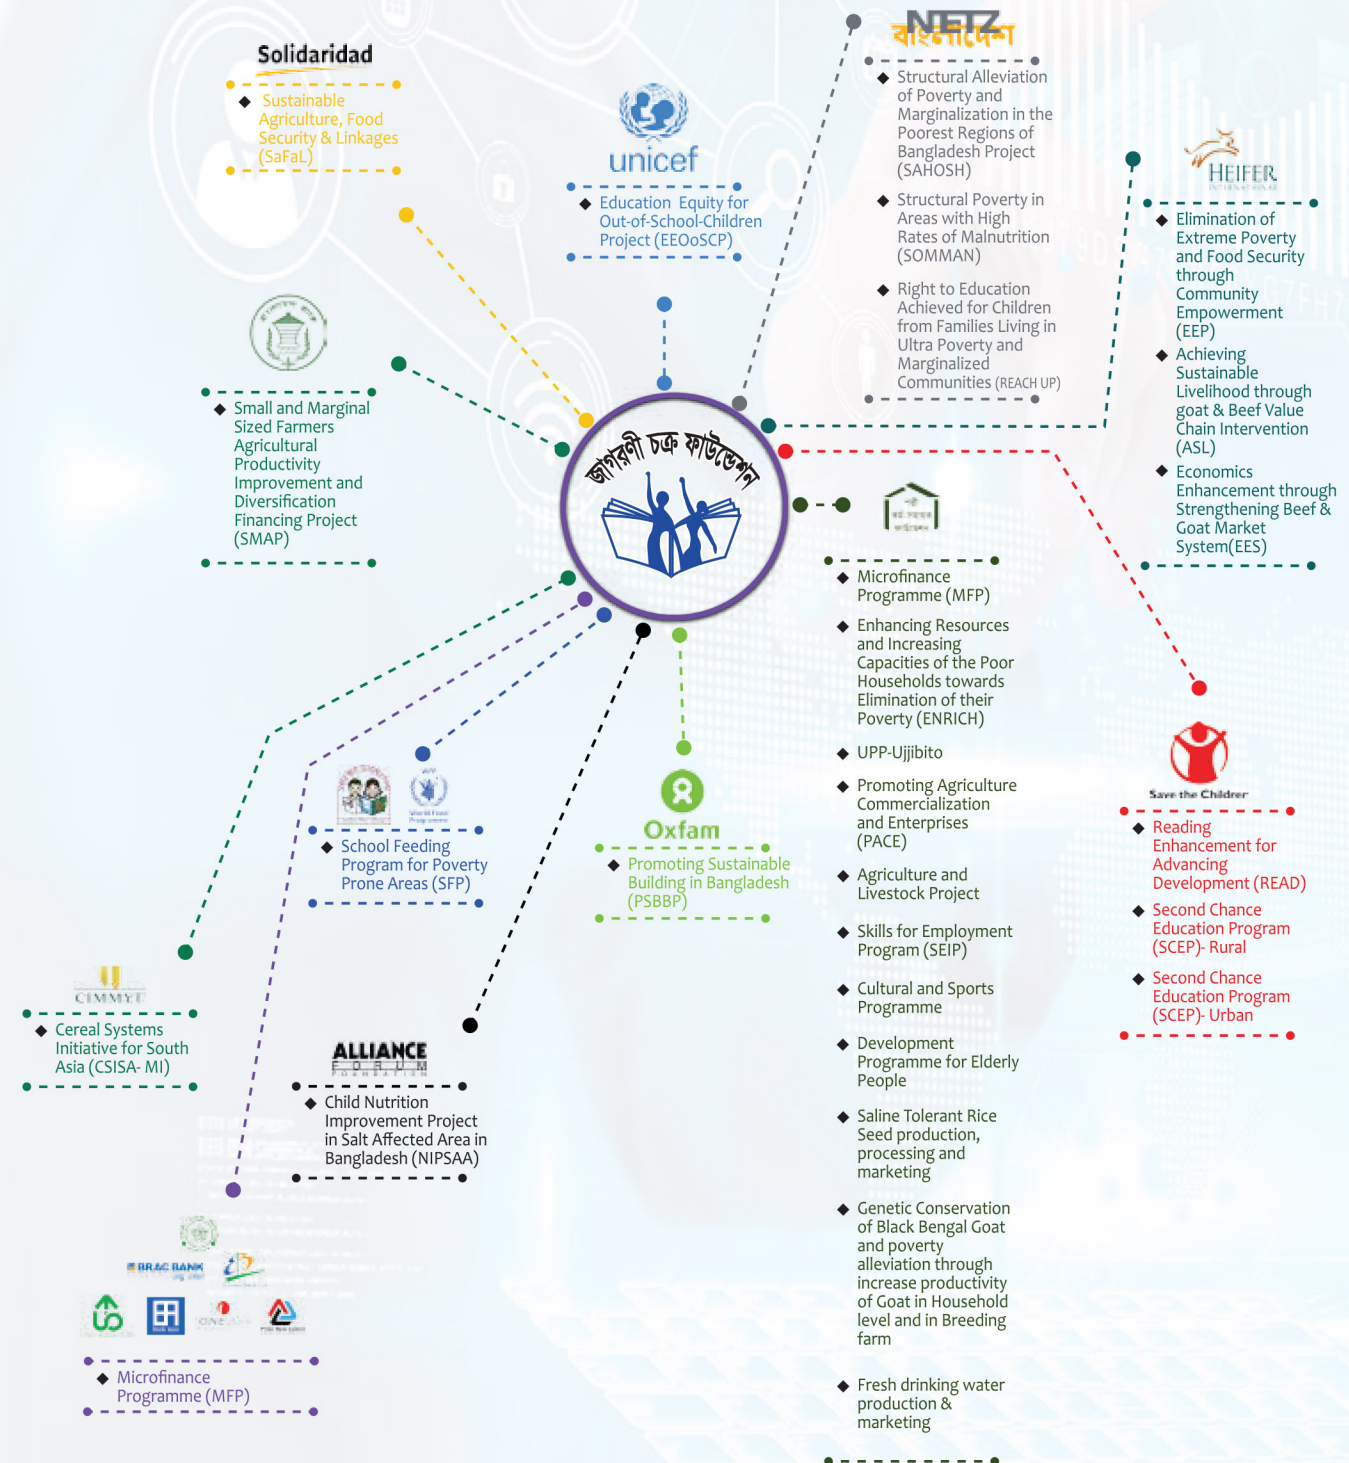 Solidaridad
◆ Sustainable
Agriculture, Food
Security & Linkages
(SaFaL)
unicef
◆ Education Equity for
Out-of-School-Children
Project (EEOoSCP)
NETZ
বাংলাদেশ
◆ Structural Alleviation
of Poverty and
Marginalization in the
Poorest Regions of
Bangladesh Project
(SAHOSH)
◆ Structural Poverty in
Areas with High
Rates of Malnutrition
(SOMMAN)
◆ Right to Education
Achieved for Children
from Families Living in
Ultra Poverty and
Marginalized
Communities (REACH UP)
HEIFER
INTERNATIONAL
◆ Elimination of
Extreme Poverty
and Food Security
through
Community
Empowerment
(EEP)
◆ Achieving
Sustainable
Livelihood through
goat & Beef Value
Chain Intervention
(ASL)
◆ Economics
Enhancement through
Strengthening Beef &
Goat Market
System(EES)
◆ Small and Marginal
Sized Farmers
Agricultural
Productivity
Improvement and
Diversification
Financing Project
(SMAP)
জাগরণী চক্র ফাউন্ডেশন
◆ Microfinance
Programme (MFP)
◆ Enhancing Resources
and Increasing
Capacities of the Poor
Households towards
Elimination of their
Poverty (ENRICH)
◆ UPP-Ujjibito
◆ Promoting Agriculture
Commercialization
and Enterprises
(PACE)
◆ Agriculture and
Livestock Project
◆ Skills for Employment
Program (SEIP)
◆ Cultural and Sports
Programme
◆ Development
Programme for Elderly
People
◆ Saline Tolerant Rice
Seed production,
processing and
marketing
◆ Genetic Conservation
of Black Bengal Goat
and poverty
alleviation through
increase productivity
of Goat in Household
level and in Breeding
farm
◆ Fresh drinking water
production &
marketing
Save the Children
◆ Reading
Enhancement for
Advancing
Development (READ)
◆ Second Chance
Education Program
(SCEP)- Rural
◆ Second Chance
Education Program
(SCEP)- Urban
WFP
World Food
Programme
◆ School Feeding
Program for Poverty
Prone Areas (SFP)
Oxfam
◆ Promoting Sustainable
Building in Bangladesh
(PSBBP)
CIMMYT
◆ Cereal Systems
Initiative for South
Asia (CSISA- MI)
ALLIANCE
FORUM
FOUNDATION
◆ Child Nutrition
Improvement Project
in Salt Affected Area in
Bangladesh (NIPSAA)
BRAC BANK
◆ Microfinance
Programme (MFP)